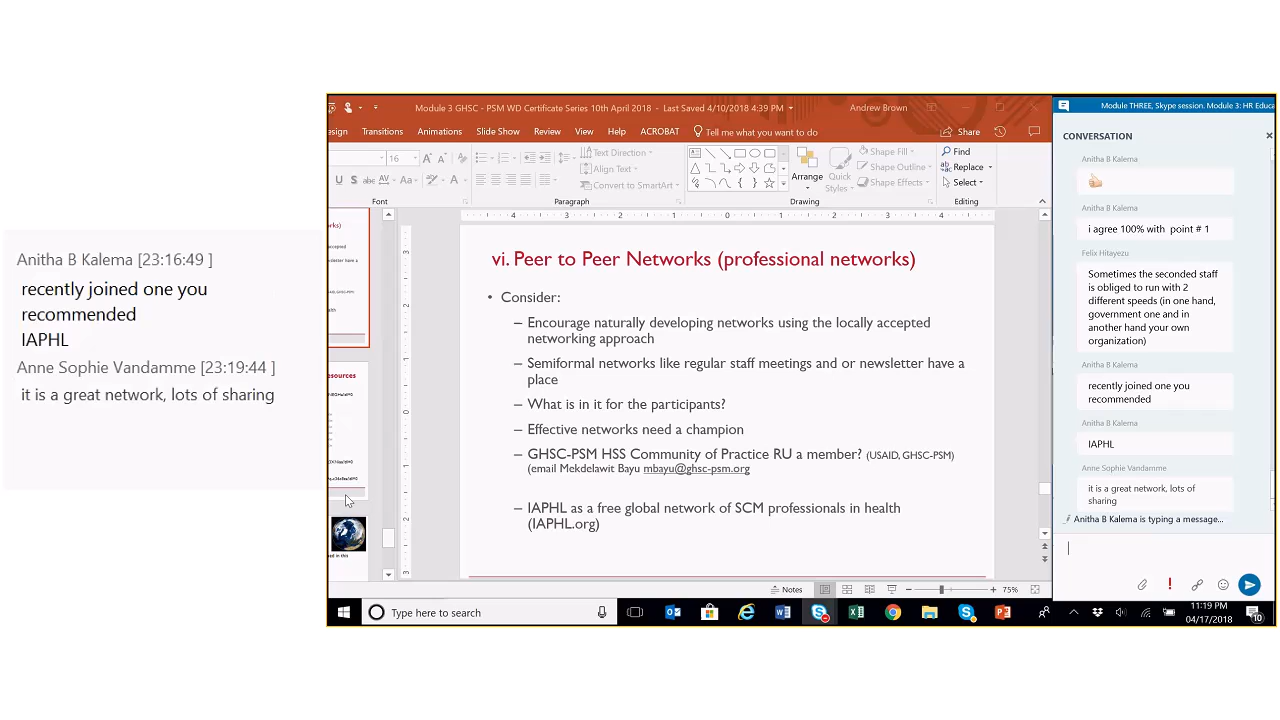 Anitha B Kalema [23:16:49 ]
recently joined one you
recommended
IAPHL
Anne Sophie Vandamme [23:19:44 ]
it is a great network, lots of sharing
Module 3 GHSC - PSM WD Certificate Series 10th April 2018 - Last Saved 4/10/2018 4:39 PM
Andrew Brown
esign
Transitions
Animations
Slide Show
Review
View
Help
ACROBAT
Tell me what you want to do
Share
16
Text Direction
Align Text
Convert to SmartArt
Arrange
Quick
Styles
Shape Fill
Shape Outline
Shape Effects
Find
Replace
Select
Font
Paragraph
Drawing
Editing
4 3 2 1 0 1 2 3 4
vi. Peer to Peer Networks (professional networks)
• Consider:
– Encourage naturally developing networks using the locally accepted
networking approach
– Semiformal networks like regular staff meetings and or newsletter have a
place
– What is in it for the participants?
– Effective networks need a champion
– GHSC-PSM HSS Community of Practice RU a member? (USAID, GHSC-PSM)
(email Mekdelawit Bayu mbayu@ghsc-psm.org
– IAPHL as a free global network of SCM professionals in health
(IAPHL.org)
Notes
75%
Module THREE, Skype session. Module 3: HR Educa
CONVERSATION
Anitha B Kalema
Anitha B Kalema
i agree 100% with point # 1
Felix Hitayezu
Sometimes the seconded staff
is obliged to run with 2
different speeds (in one hand,
government one and in
another hand your own
organization)
Anitha B Kalema
recently joined one you
recommended
Anitha B Kalema
IAPHL
Anne Sophie Vandamme
it is a great network, lots of
sharing
Anitha B Kalema is typing a message...
Type here to search
11:19 PM
04/17/2018
10